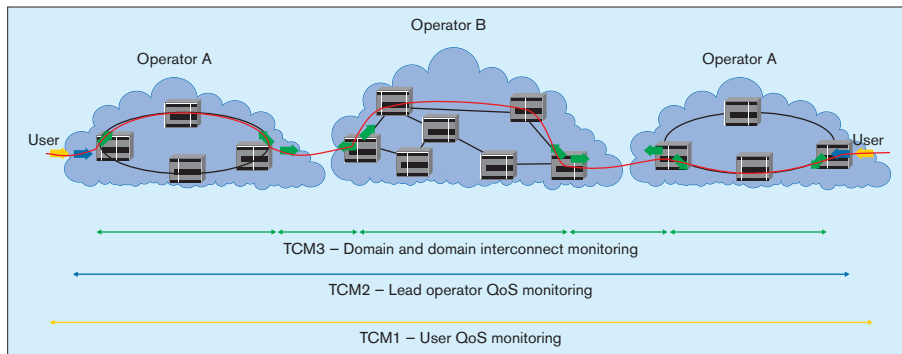 Operator B
Operator A
Operator A
User
User
TCM3 – Domain and domain interconnect monitoring
TCM2 – Lead operator QoS monitoring
TCM1 – User QoS monitoring